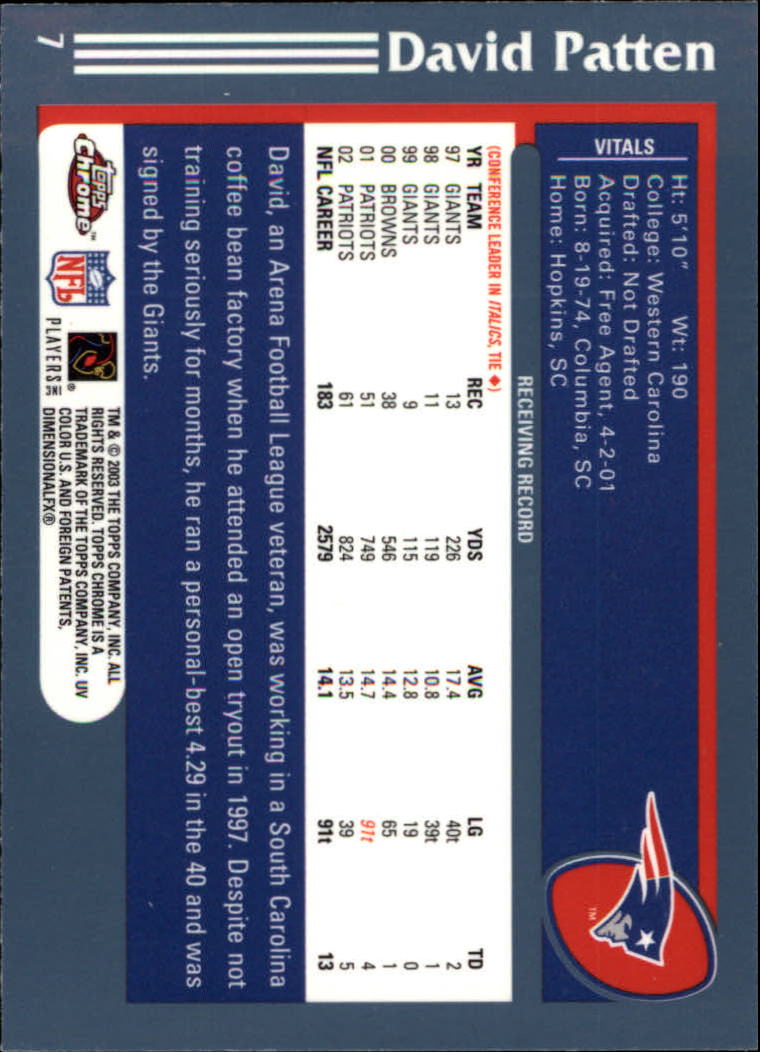 7 David Patten
VITALS
Ht: 5'10" Wt: 190
College: Western Carolina
Drafted: Not Drafted
Acquired: Free Agent, 4-2-01
Born: 8-19-74, Columbia, SC
Home: Hopkins, SC
TM
RECEIVING RECORD
(CONFERENCE LEADER IN ITALICS, TIE ♦)
YR TEAM REC YDS AVG LG TD
97 GIANTS 13 226 17.4 40t 2
98 GIANTS 11 119 10.8 39t 1
99 GIANTS 9 115 12.8 19 0
00 BROWNS 38 546 14.4 65 1
01 PATRIOTS 51 749 14.7 91t 4
02 PATRIOTS 61 824 13.5 39 5
NFL CAREER 183 2579 14.1 91t 13
David, an Arena Football League veteran, was working in a South Carolina
coffee bean factory when he attended an open tryout in 1997. Despite not
training seriously for months, he ran a personal-best 4.29 in the 40 and was
signed by the Giants.
Topps Chrome™
NFL
PLAYERS
®
TM & © 2003 THE TOPPS COMPANY, INC. ALL
RIGHTS RESERVED. TOPPS CHROME IS A
TRADEMARK OF THE TOPPS COMPANY, INC. UV
COLOR U.S. AND FOREIGN PATENTS,
DIMENSIONALFX®